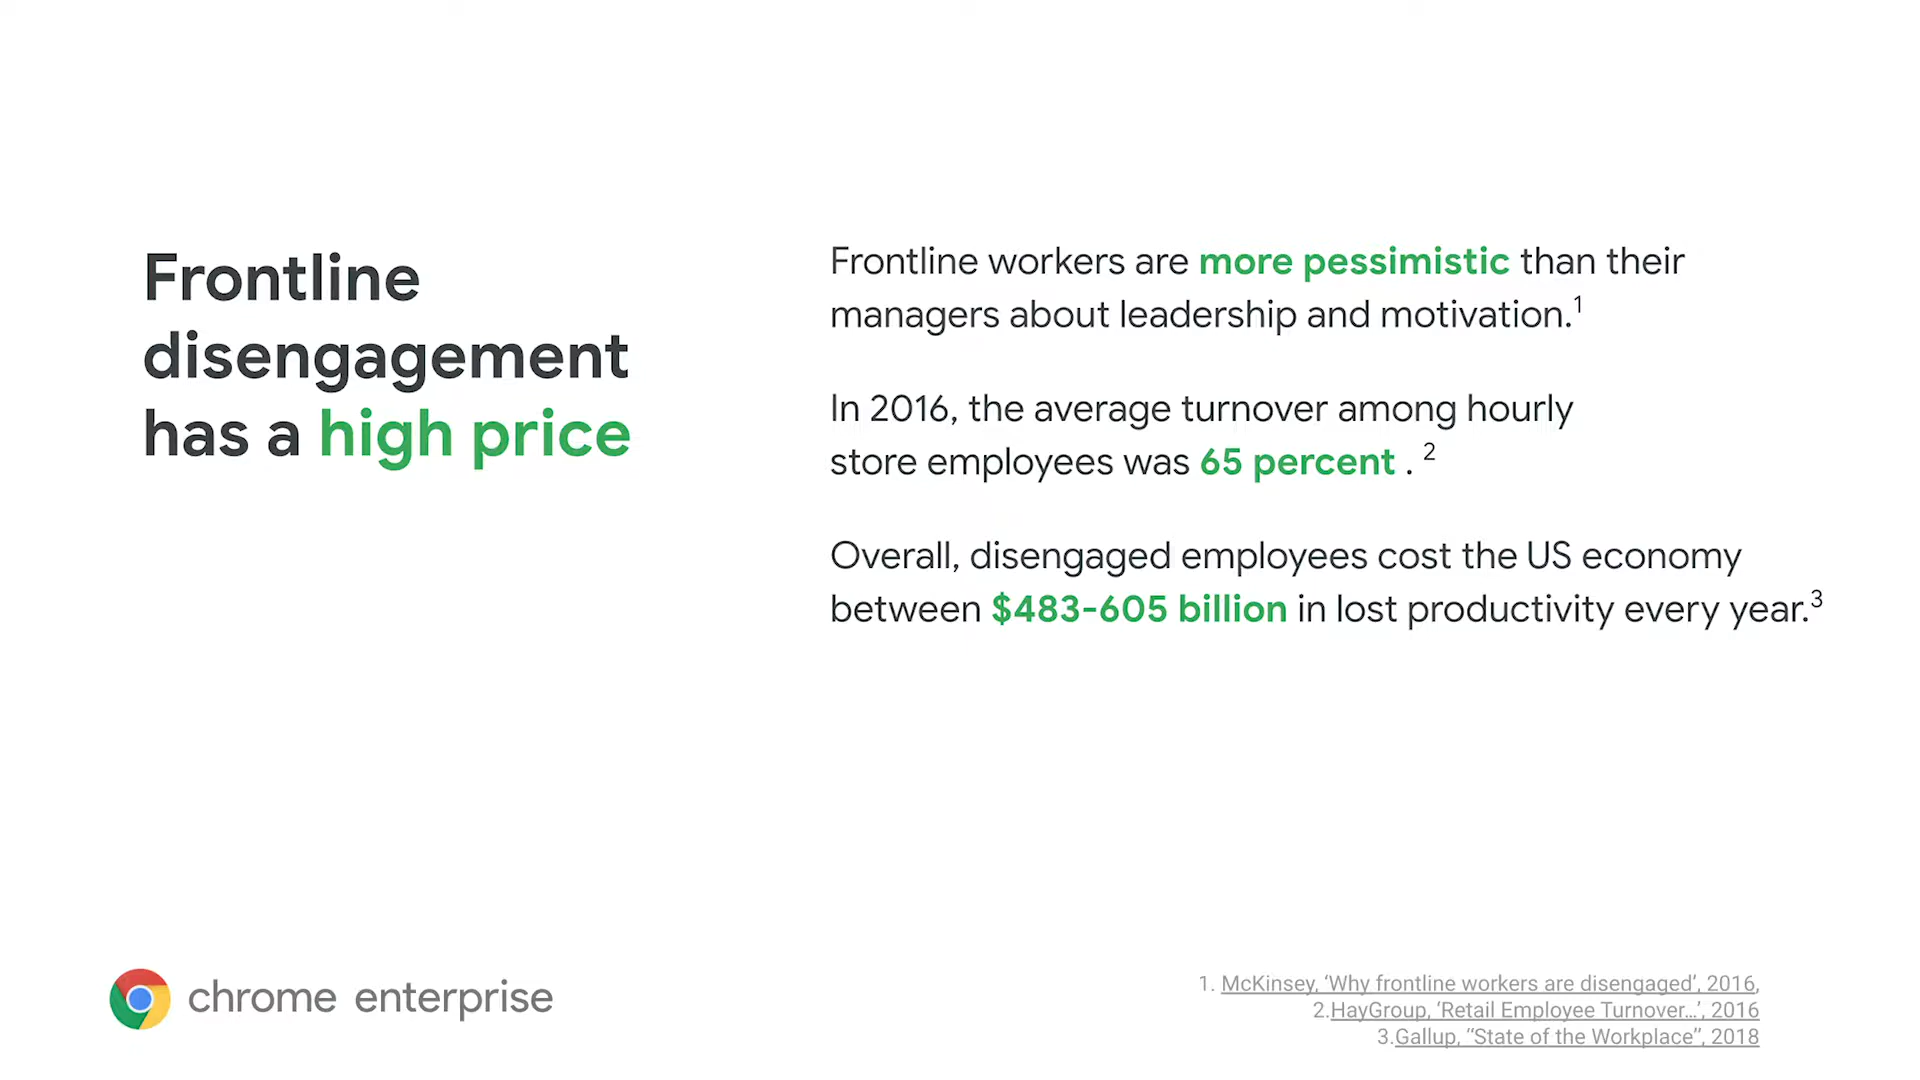 Frontline
disengagement
has a high price
Frontline workers are more pessimistic than their
managers about leadership and motivation.1
In 2016, the average turnover among hourly
store employees was 65 percent . 2
Overall, disengaged employees cost the US economy
between $483-605 billion in lost productivity every year.3
chrome enterprise
1. McKinsey, ‘Why frontline workers are disengaged’, 2016,
2.HayGroup, ‘Retail Employee Turnover…’, 2016
3.Gallup, “State of the Workplace”, 2018